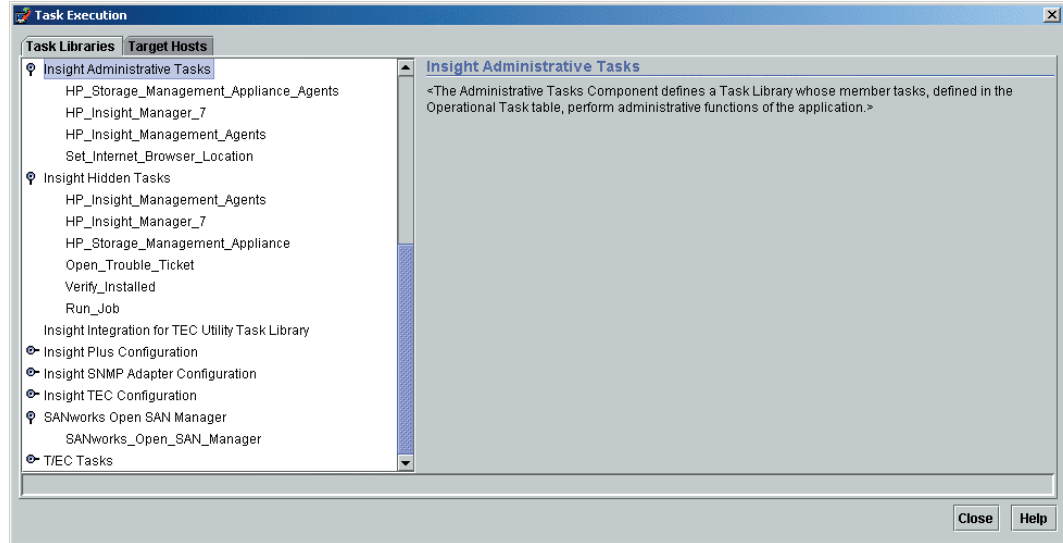 Task Execution
Task Libraries Target Hosts
Insight Administrative Tasks
HP_Storage_Management_Appliance_Agents
HP_Insight_Manager_7
HP_Insight_Management_Agents
Set_Internet_Browser_Location
Insight Hidden Tasks
HP_Insight_Management_Agents
HP_Insight_Manager_7
HP_Storage_Management_Appliance
Open_Trouble_Ticket
Verify_Installed
Run_Job
Insight Integration for TEC Utility Task Library
Insight Plus Configuration
Insight SNMP Adapter Configuration
Insight TEC Configuration
SANworks Open SAN Manager
SANworks_Open_SAN_Manager
T/EC Tasks
Insight Administrative Tasks
<The Administrative Tasks Component defines a Task Library whose member tasks, defined in the
Operational Task table, perform administrative functions of the application.>
Close Help